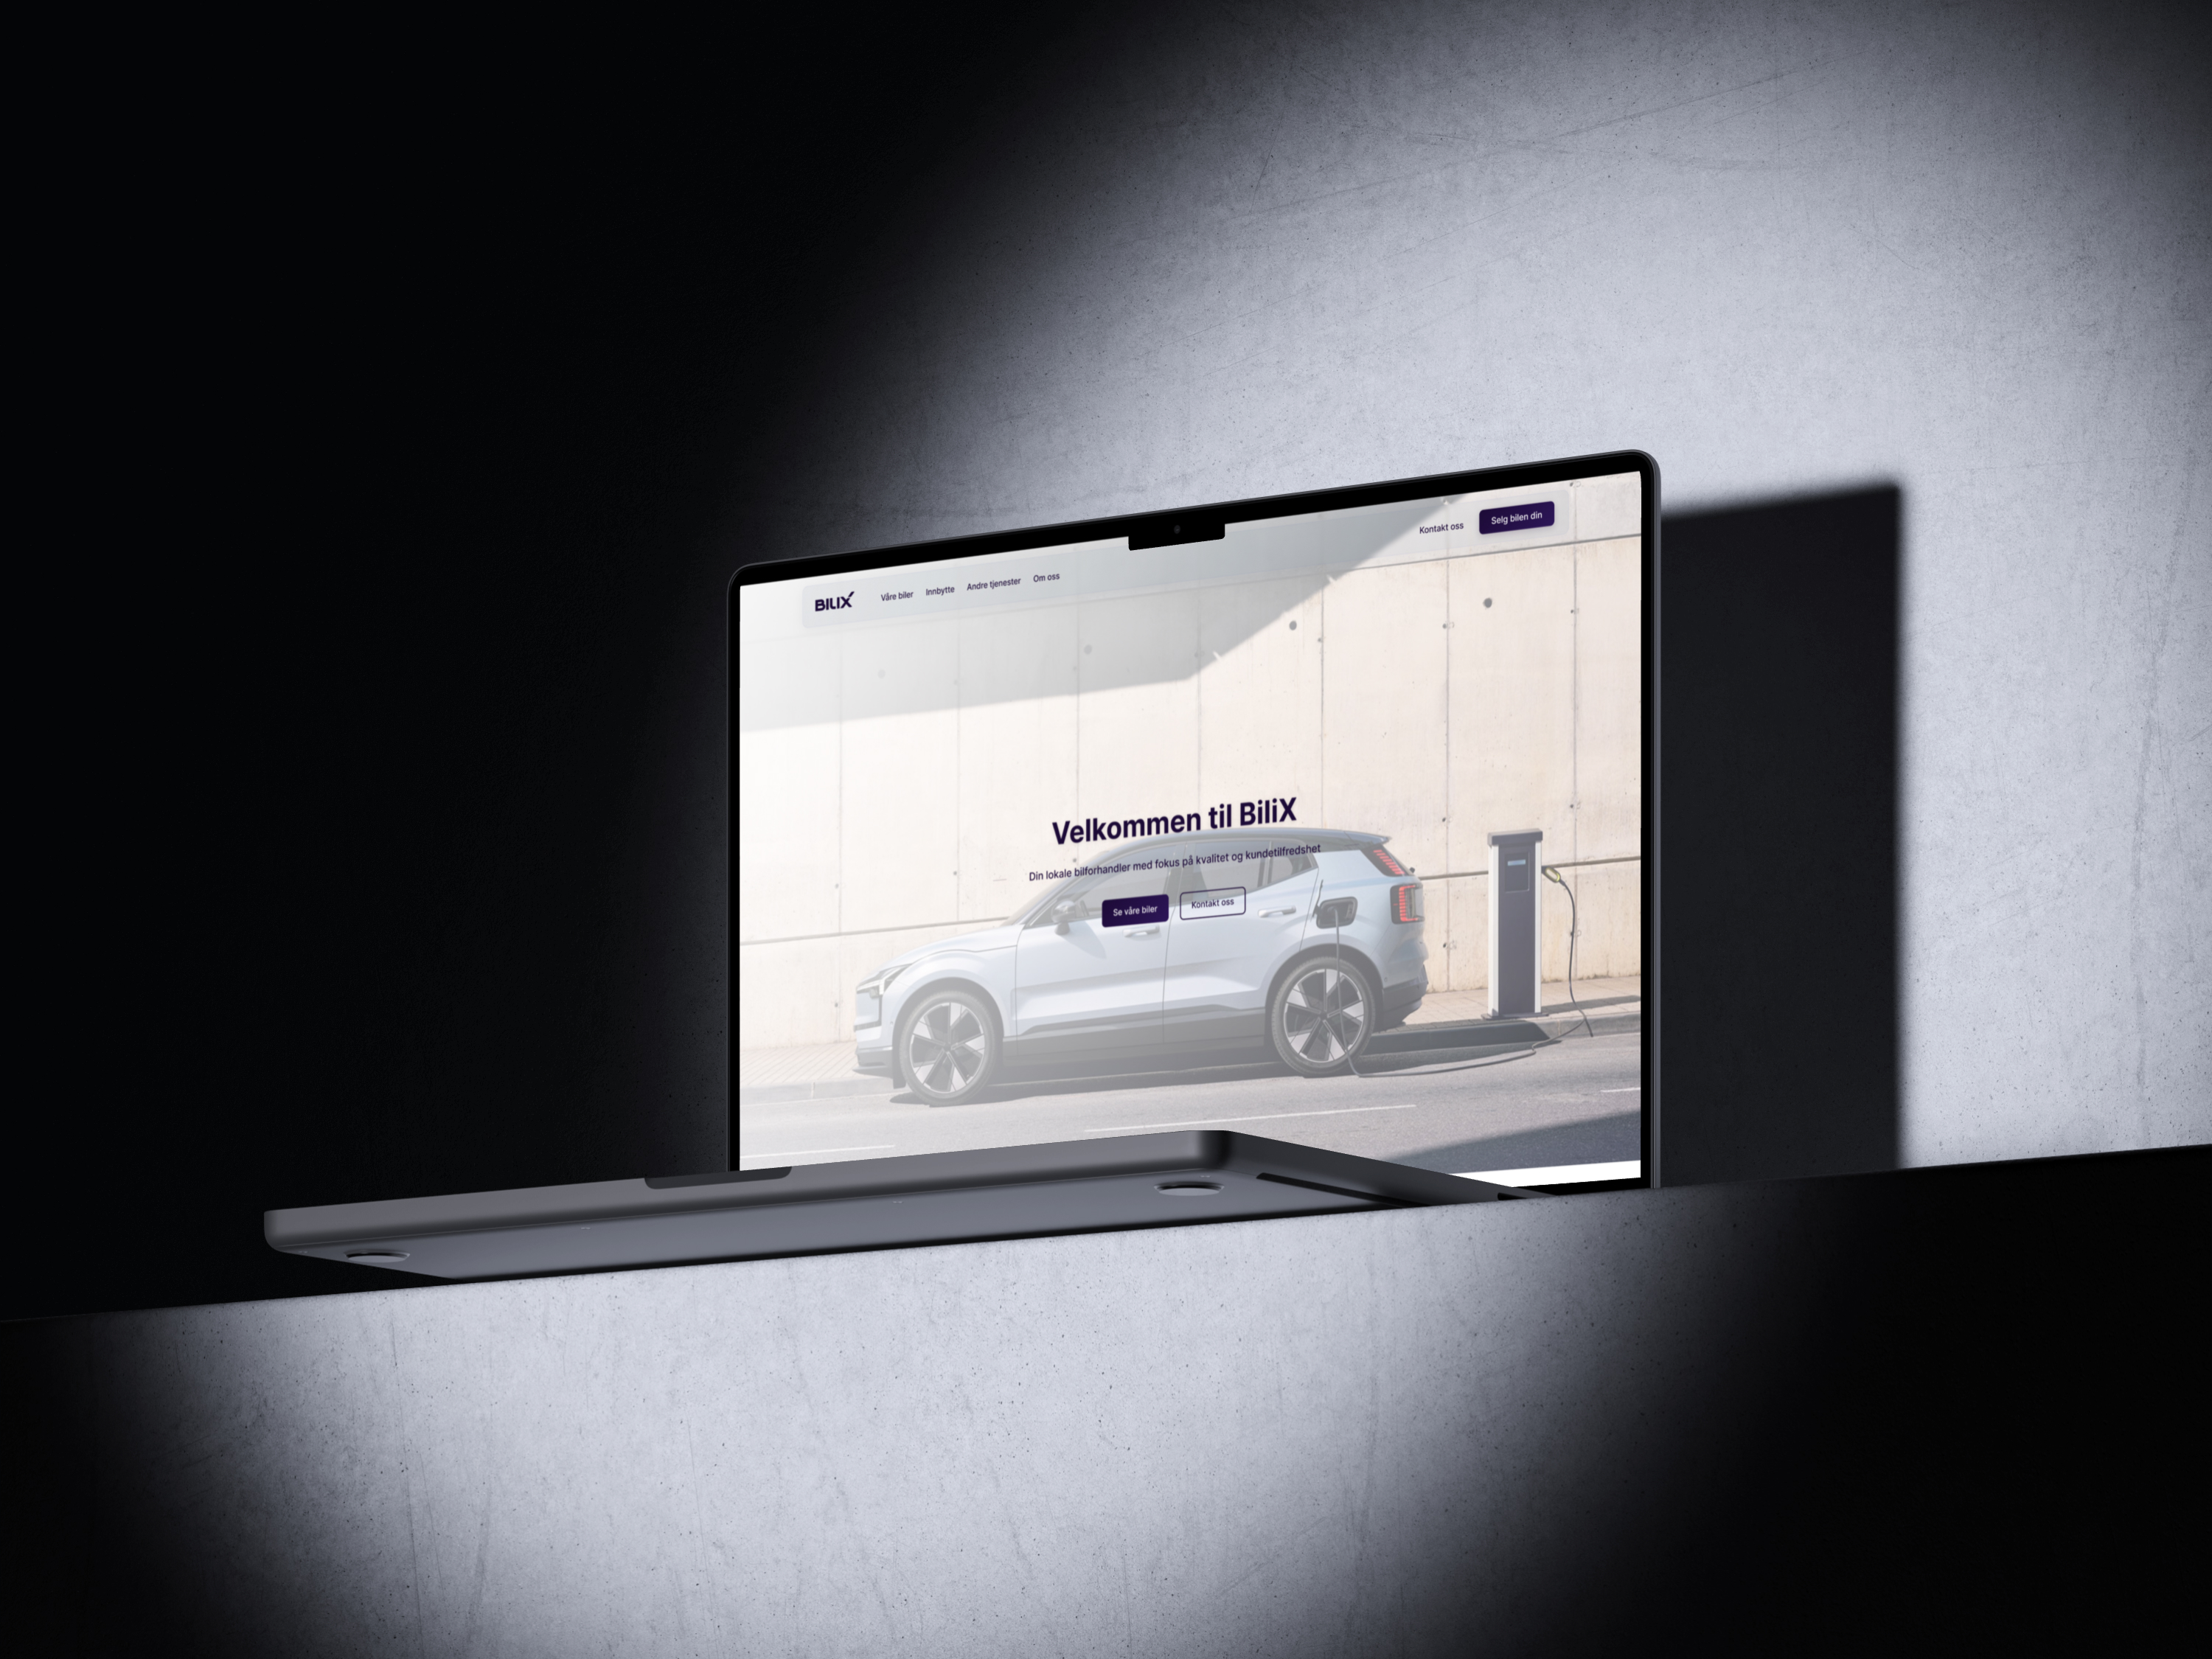 BILIX
Våre biler
Innbytte
Andre tjenester
Om oss
Kontakt oss
Selg bilen din
Velkommen til BiliX
Din lokale bilforhandler med fokus på kvalitet og kundetilfredshet
Se våre biler
Kontakt oss